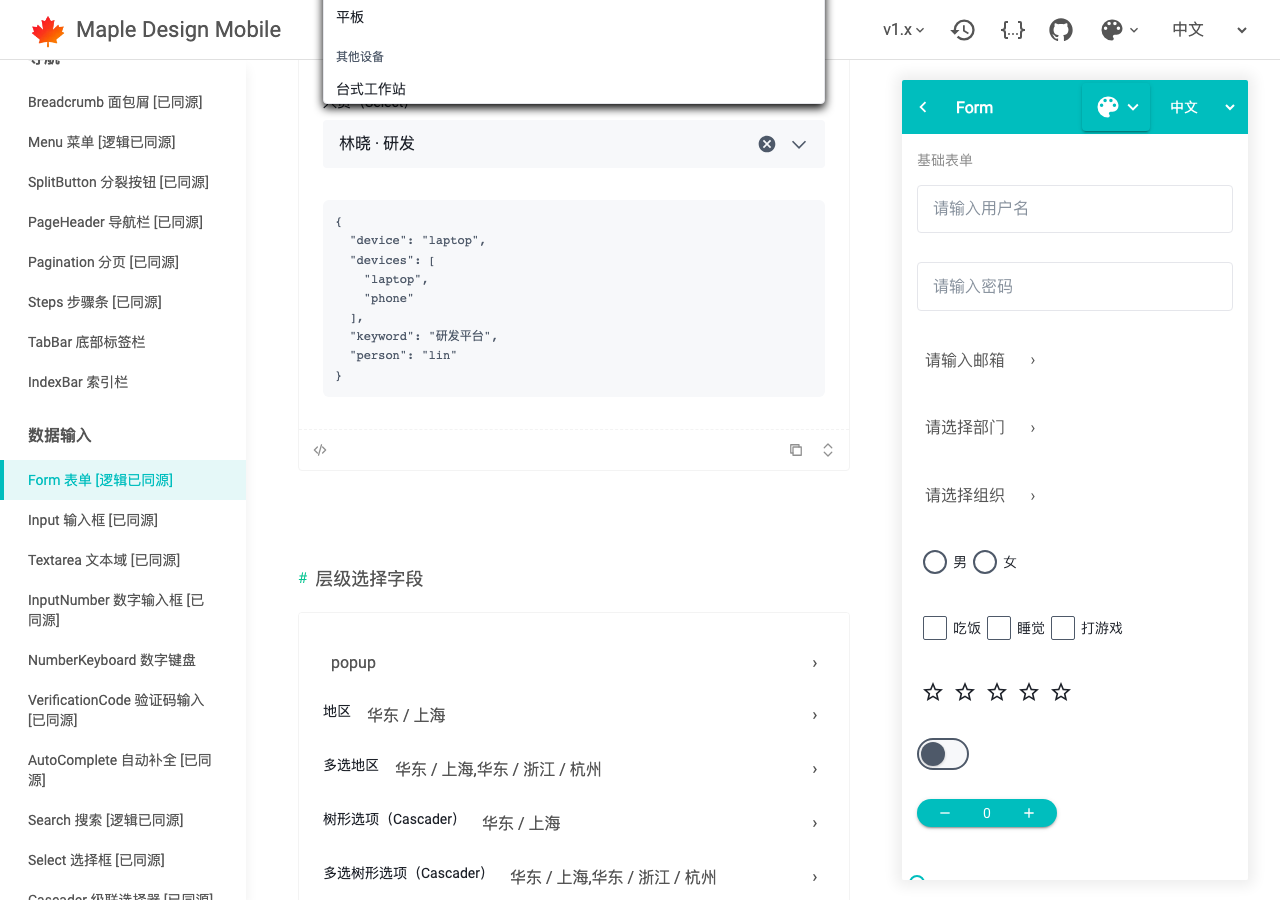 Maple Design Mobile
v1.x
中文
平板
其他设备
台式工作站
Breadcrumb 面包屑 [已同源]
Menu 菜单 [逻辑已同源]
SplitButton 分裂按钮 [已同源]
PageHeader 导航栏 [已同源]
Pagination 分页 [已同源]
Steps 步骤条 [已同源]
TabBar 底部标签栏
IndexBar 索引栏
数据输入
Form 表单 [逻辑已同源]
Input 输入框 [已同源]
Textarea 文本域 [已同源]
InputNumber 数字输入框 [已
同源]
NumberKeyboard 数字键盘
VerificationCode 验证码输入
[已同源]
AutoComplete 自动补全 [已同
源]
Search 搜索 [逻辑已同源]
Select 选择框 [已同源]
Cascader 级联选择器 [已同源]
林晓 · 研发
{
"device": "laptop",
"devices": [
"laptop",
"phone"
],
"keyword": "研发平台",
"person": "lin"
}
# 层级选择字段
popup
地区 华东 / 上海
多选地区 华东 / 上海,华东 / 浙江 / 杭州
树形选项（Cascader） 华东 / 上海
多选树形选项（Cascader） 华东 / 上海,华东 / 浙江 / 杭州
Form
中文
基础表单
请输入用户名
请输入密码
请输入邮箱
请选择部门
请选择组织
男 女
吃饭 睡觉 打游戏
0